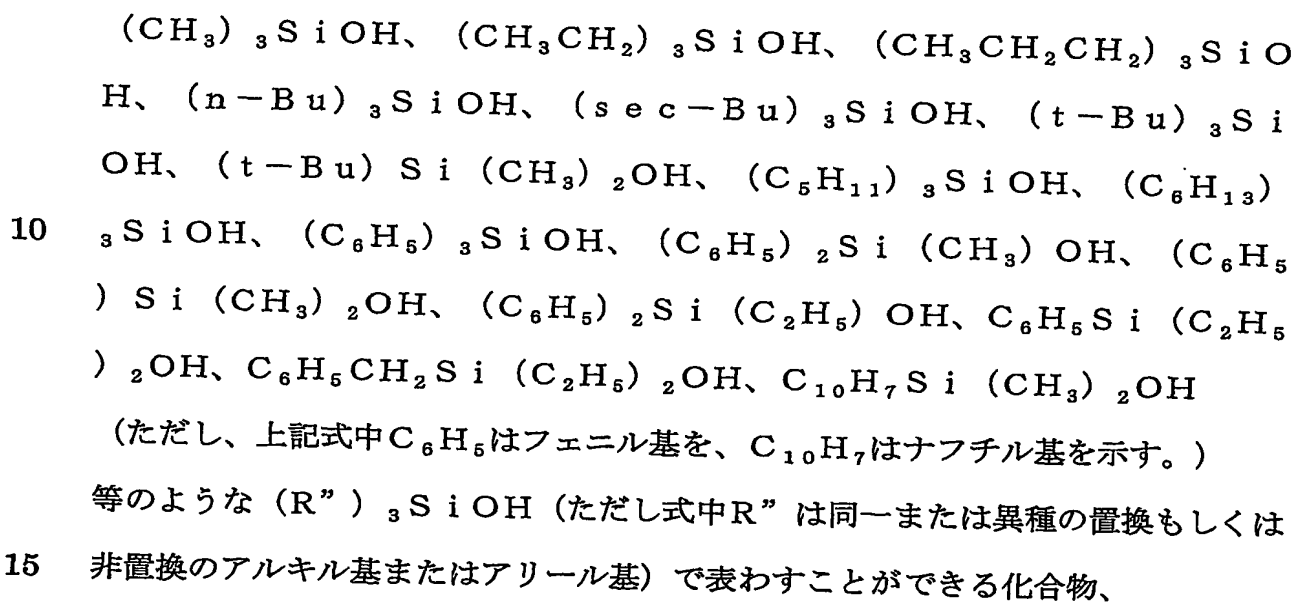 (CH₃)₃SiOH、(CH₃CH₂)₃SiOH、(CH₃CH₂CH₂)₃SiO
H、(n-Bu)₃SiOH、(sec-Bu)₃SiOH、(t-Bu)₃Si
OH、(t-Bu)Si(CH₃)₂OH、(C₅H₁₁)₃SiOH、(C₆H₁₃)
10 ₃SiOH、(C₆H₅)₃SiOH、(C₆H₅)₂Si(CH₃)OH、(C₆H₅
)Si(CH₃)₂OH、(C₆H₅)₂Si(C₂H₅)OH、C₆H₅Si(C₂H₅
)₂OH、C₆H₅CH₂Si(C₂H₅)₂OH、C₁₀H₇Si(CH₃)₂OH
(ただし、上記式中C₆H₅はフェニル基を、C₁₀H₇はナフチル基を示す。)
等のような(R”)₃SiOH(ただし式中R”は同一または異種の置換もしくは
15 非置換のアルキル基またはアリール基)で表わすことができる化合物、